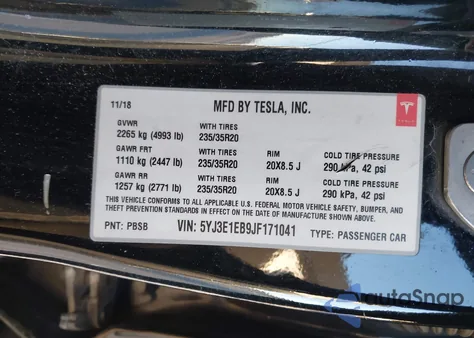 11/18 MFD BY TESLA, INC.
TESLA
GVWR WITH TIRES
2265 kg (4993 lb) 235/35R20
GAWR FRT WITH TIRES RIM COLD TIRE PRESSURE
1110 kg (2447 lb) 235/35R20 20X8.5 J 290 kPa, 42 psi
GAWR RR WITH TIRES RIM COLD TIRE PRESSURE
1257 kg (2771 lb) 235/35R20 20X8.5 J 290 kPa, 42 psi
THIS VEHICLE CONFORMS TO ALL APPLICABLE U.S. FEDERAL MOTOR VEHICLE SAFETY, BUMPER, AND
THEFT PREVENTION STANDARDS IN EFFECT ON THE DATE OF MANUFACTURE SHOWN ABOVE.
PNT: PBSB VIN: 5YJ3E1EB9JF171041 TYPE: PASSENGER CAR
autoSnap